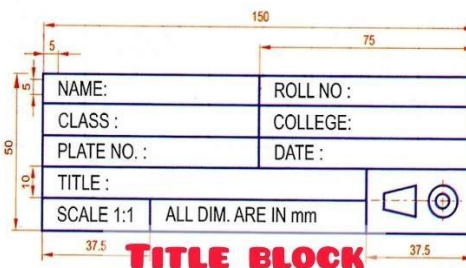 150
75
5
5
50
NAME: ROLL NO :
CLASS : COLLEGE:
PLATE NO. : DATE :
10
TITLE :
SCALE 1:1 ALL DIM. ARE IN mm
37.5 TITLE BLOCK 37.5